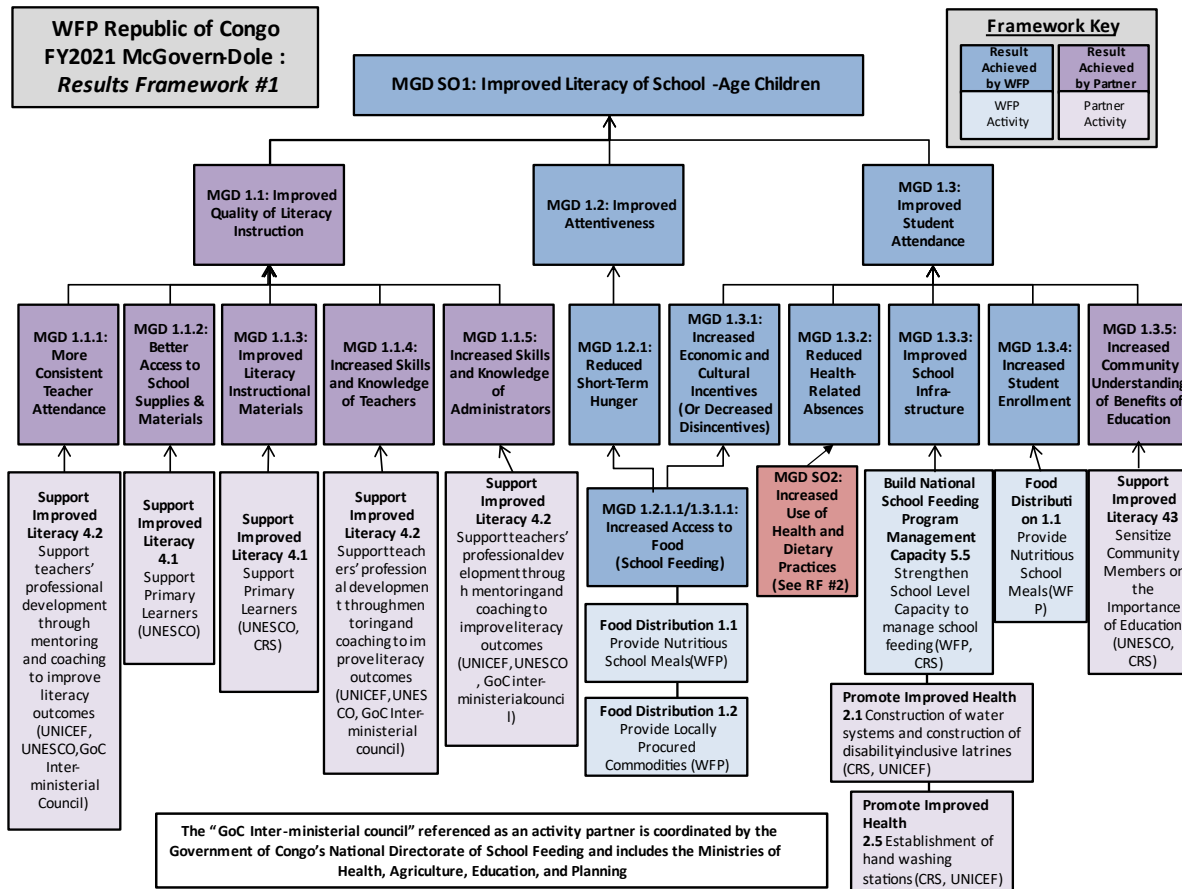 WFP Republic of Congo
FY2021 McGovern-Dole :
Results Framework #1
Framework Key
Result
Achieved
by WFP
Result
Achieved
by Partner
WFP
Activity
Partner
Activity
MGD SO1: Improved Literacy of School -Age Children
MGD 1.1: Improved
Quality of Literacy
Instruction
MGD 1.2: Improved
Attentiveness
MGD 1.3:
Improved
Student
Attendance
MGD 1.1.1:
More
Consistent
Teacher
Attendance
MGD 1.1.2:
Better
Access to
School
Supplies &
Materials
MGD 1.1.3:
Improved
Literacy
Instructional
Materials
MGD 1.1.4:
Increased Skills
and Knowledge
of Teachers
MGD 1.1.5:
Increased Skills
and Knowledge
of
Administrators
MGD 1.2.1:
Reduced
Short-Term
Hunger
MGD 1.3.1:
Increased
Economic and
Cultural
Incentives
(Or Decreased
Disincentives)
MGD 1.3.2:
Reduced
Health-
Related
Absences
MGD 1.3.3:
Improved
School
Infra-
structure
MGD 1.3.4:
Increased
Student
Enrollment
MGD 1.3.5:
Increased
Community
Understanding
of Benefits of
Education
Support
Improved
Literacy 4.2
Support
teachers'
professional
development
through
mentoring
and coaching
to improve
literacy
outcomes
(UNICEF,
UNESCO,GoC
Inter-
ministerial
Council)
Support
Improved
Literacy
4.1
Support
Primary
Learners
(UNESCO)
Support
Improved
Literacy 4.1
Support
Primary
Learners
(UNESCO,
CRS)
Support
Improved
Literacy 4.2
Supportteach
ers' profession
al developmen
t throughmen
toringand
coaching to im
proveliteracy
outcomes
(UNICEF,UNES
CO, GoC Inter-
ministerial
council)
Support
Improved
Literacy 4.2
Supportteachers'
professionaldev
elopment throug
h mentoringand
coaching to
improveliteracy
outcomes
(UNICEF,UNESCO
, GoC inter-
ministerialcounci
l)
MGD 1.2.1.1/1.3.1.1:
Increased Access to
Food
(School Feeding)
Food Distribution 1.1
Provide Nutritious
School Meals(WFP)
Food Distribution 1.2
Provide Locally
Procured
Commodities (WFP)
MGD SO2:
Increased
Use of
Health and
Dietary
Practices
(See RF #2)
Build National
School Feeding
Program
Management
Capacity 5.5
Strengthen
School Level
Capacity to
manage school
feeding(WFP,
CRS)
Promote Improved Health
2.1 Construction of water
systems and construction of
disability-inclusive latrines
(CRS, UNICEF)
Promote Improved
Health
2.5 Establishment of
hand washing
stations(CRS, UNICEF)
Food
Distributi
on 1.1
Provide
Nutritious
School
Meals(WF
P)
Support
Improved
Literacy 43
Sensitize
Community
Members on
the
Importance
of Education
(UNESCO,
CRS)
The “GoC Inter-ministerial council” referenced as an activity partner is coordinated by the
Government of Congo’s National Directorate of School Feeding and includes the Ministries of
Health, Agriculture, Education, and Planning